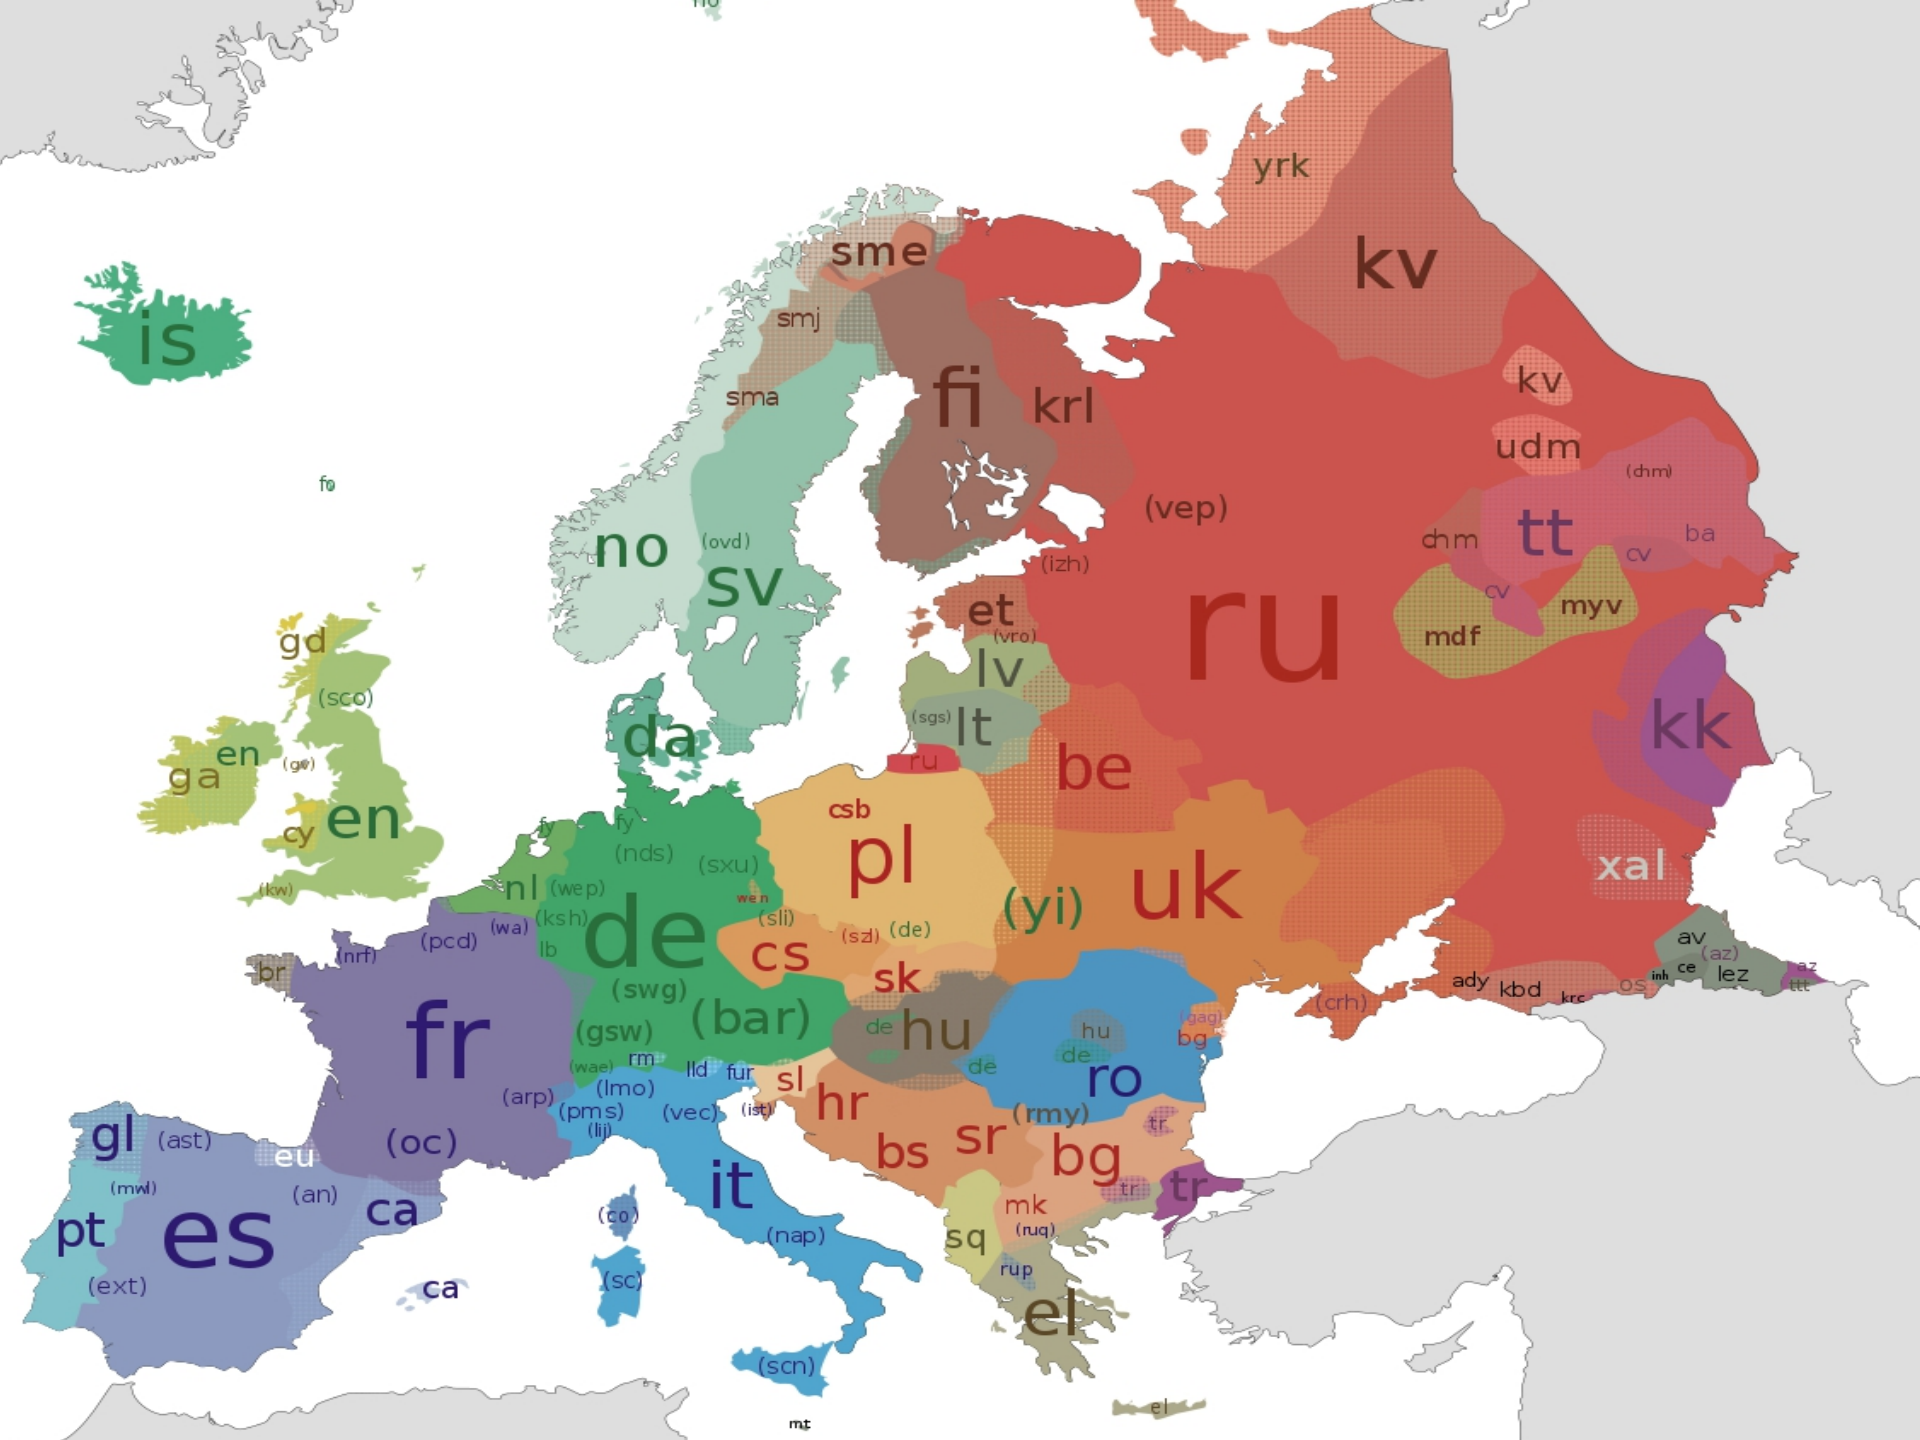 no
yrk
sme
kv
smj
is
kv
sma
fi
krl
udm
(chm)
fo
(vep)
tt
ba
chm
no
(ovd)
cv
(izh)
sv
cv
et
myv
ru
(vro)
mdf
gd
lv
(sco)
(sgs)
lt
kk
da
en
ru
be
(gv)
ga
csb
en
cy
fy
fy
pl
(nds)
(sxu)
xal
uk
nl
(wep)
(kw)
wen
(yi)
(ksh)
(sli)
(wa)
de
(de)
(szl)
(pcd)
av
lb
cs
(nrf)
(az)
az
br
sk
ce
inh
lez
ady
os
ttt
kbd
(swg)
krc
(crh)
(gag)
(bar)
de
hu
hu
(gsw)
bg
fr
de
rm
(wae)
de
lld
fur
sl
ro
(lmo)
(arp)
hr
(pms)
(vec)
(ist)
(rmy)
tr
(lij)
gl
(ast)
(oc)
sr
bs
eu
bg
it
(mwl)
tr
tr
(an)
mk
ca
(co)
pt
(ruq)
es
(nap)
sq
rup
(sc)
(ext)
ca
el
(scn)
el
mt